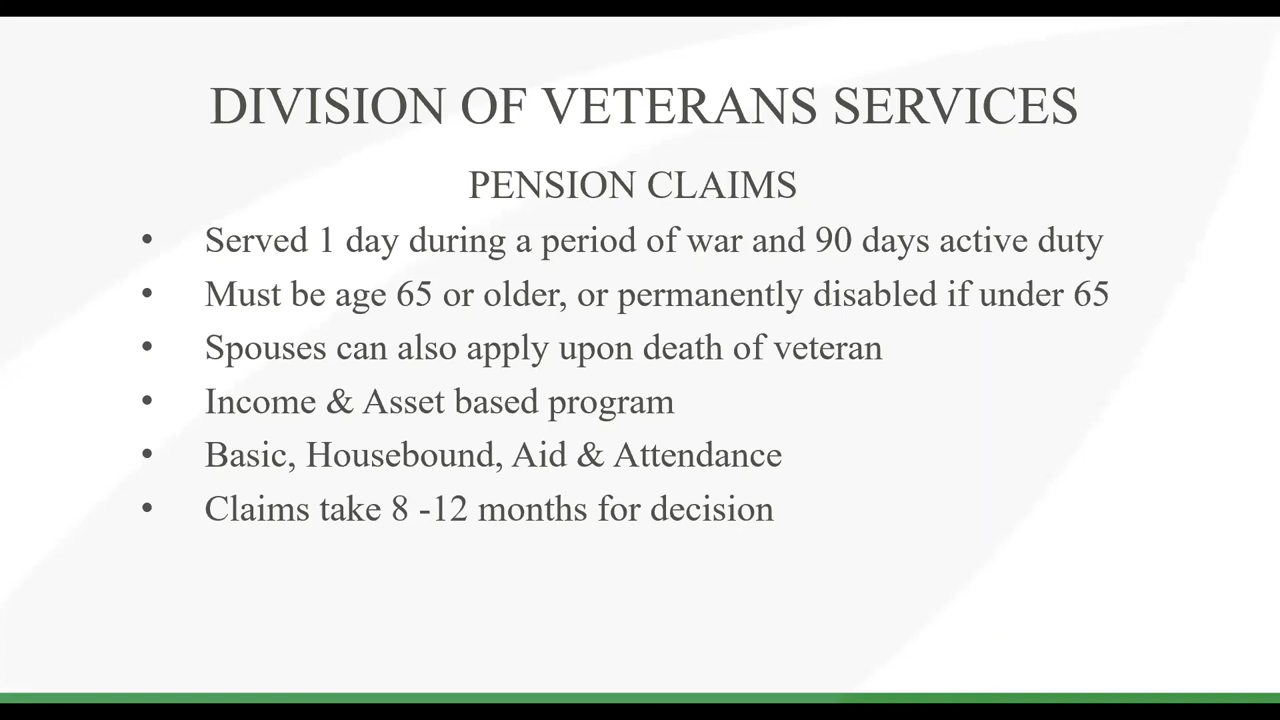 DIVISION OF VETERANS SERVICES
PENSION CLAIMS
• Served 1 day during a period of war and 90 days active duty
• Must be age 65 or older, or permanently disabled if under 65
• Spouses can also apply upon death of veteran
• Income & Asset based program
• Basic, Housebound, Aid & Attendance
• Claims take 8 -12 months for decision